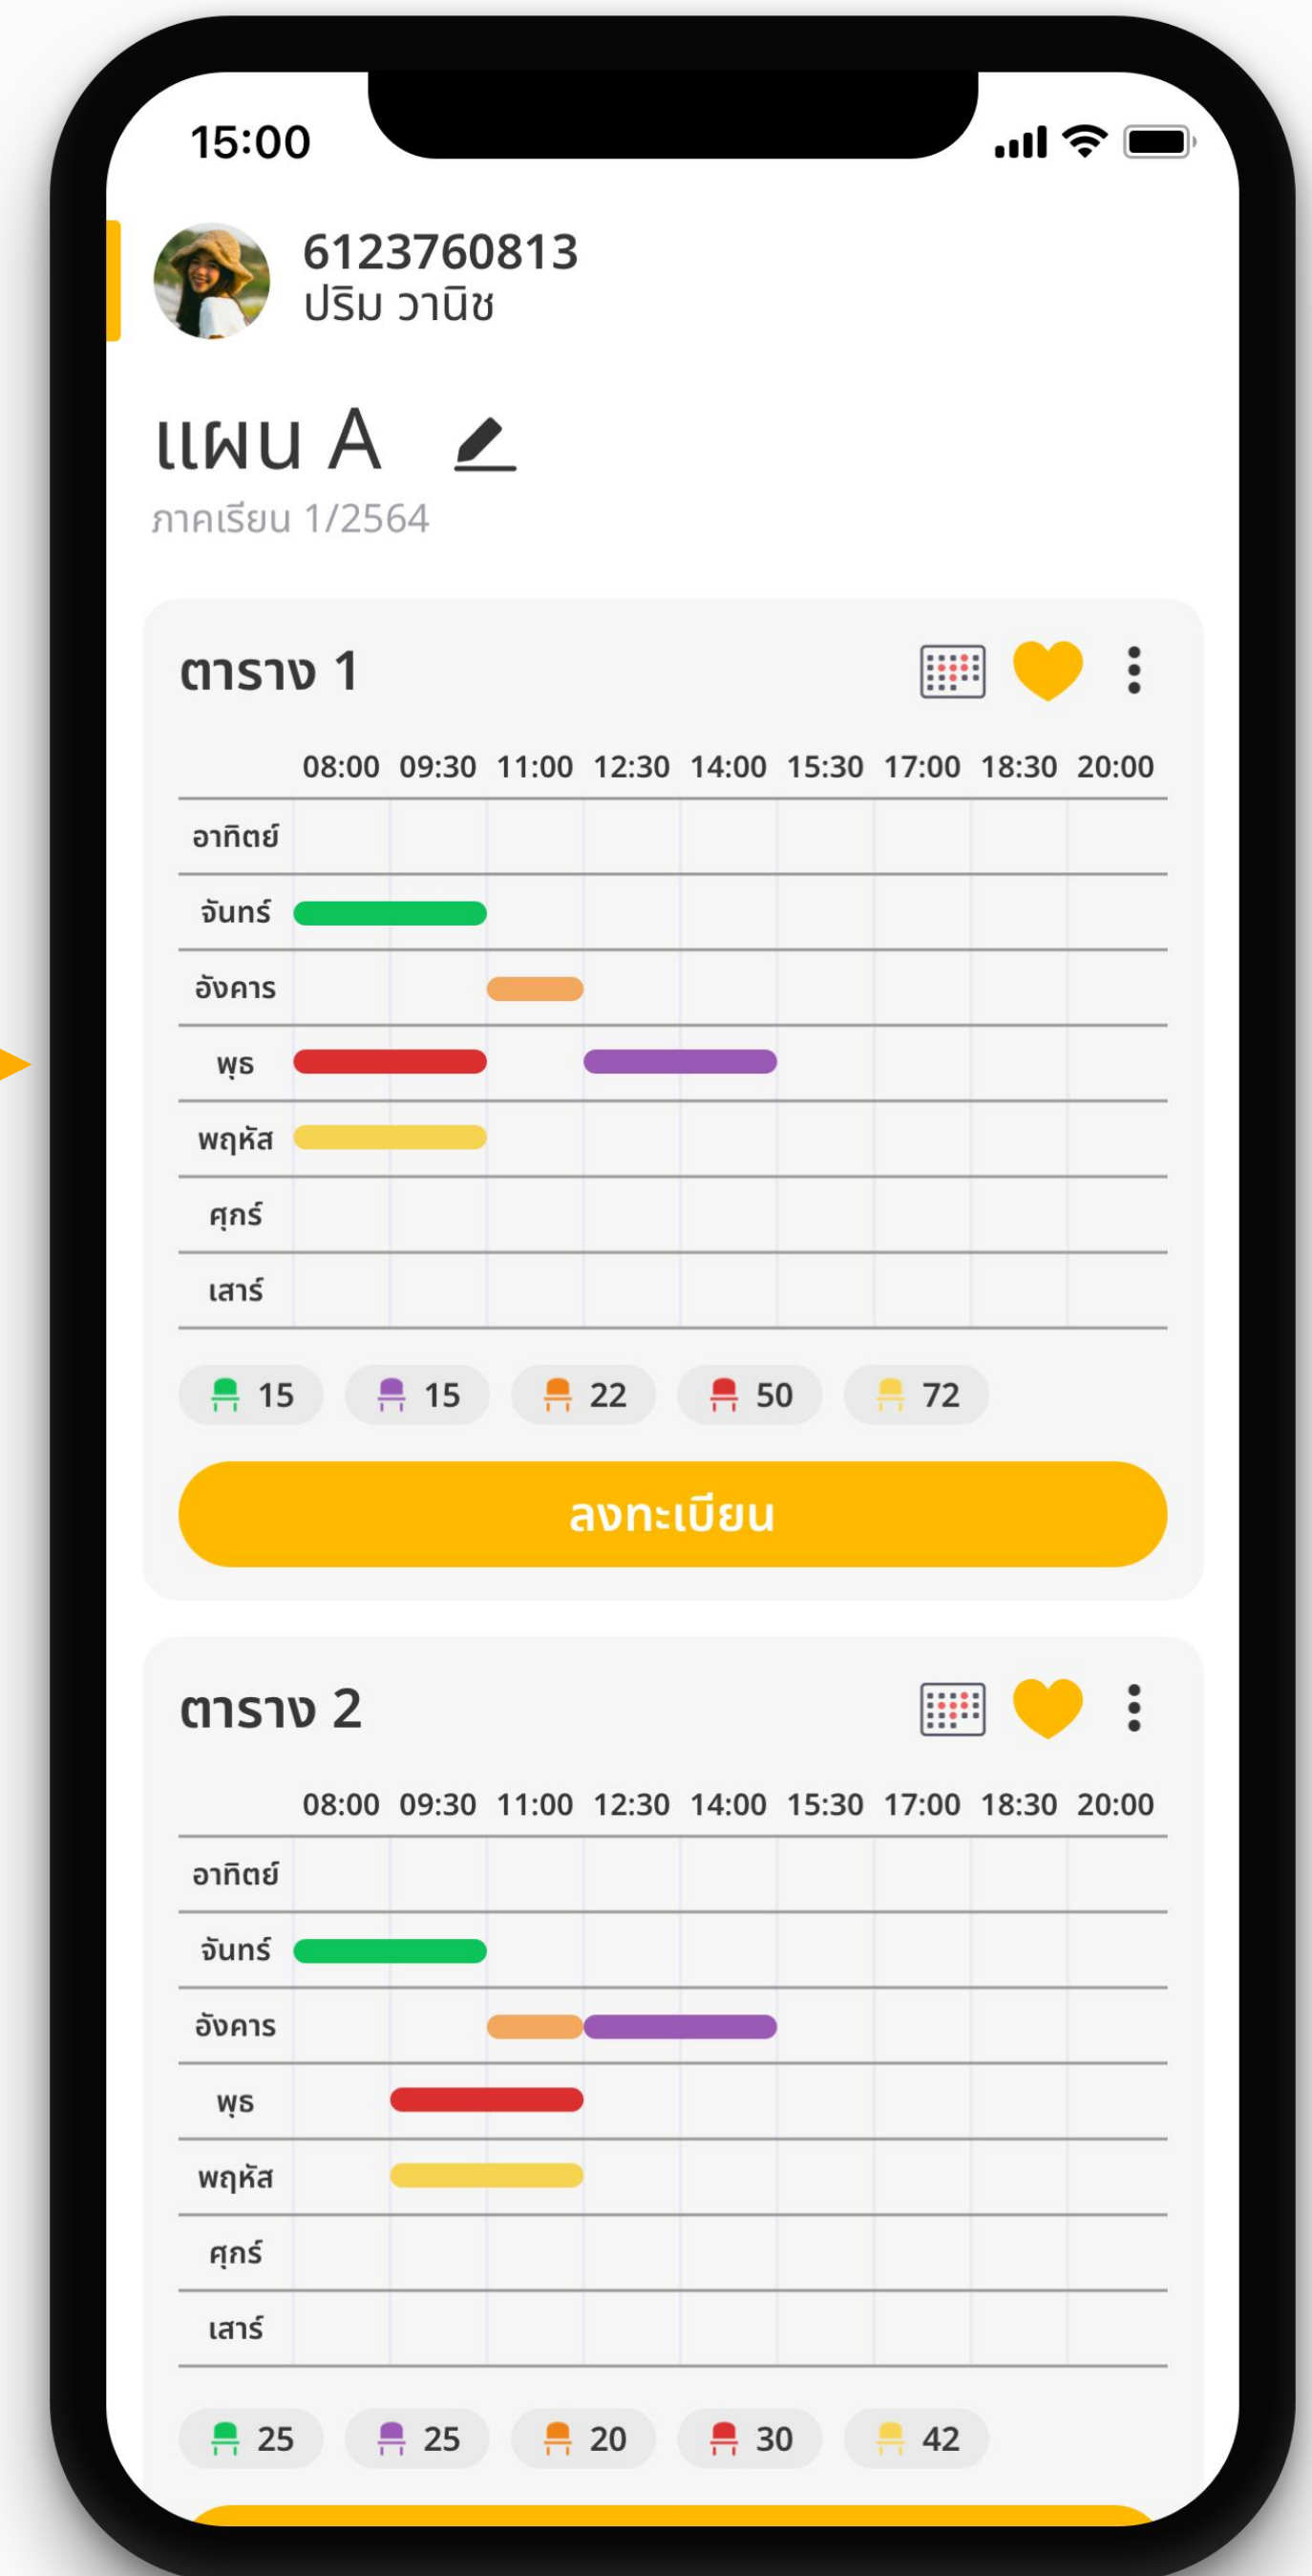 15:00
6123760813
ปริม วานิช
แผน A
ภาคเรียน 1/2564
ตาราง 1
08:00 09:30 11:00 12:30 14:00 15:30 17:00 18:30 20:00
อาทิตย์
จันทร์
อังคาร
พุธ
พฤหัส
ศุกร์
เสาร์
15 15 22 50 72
ลงทะเบียน
ตาราง 2
08:00 09:30 11:00 12:30 14:00 15:30 17:00 18:30 20:00
อาทิตย์
จันทร์
อังคาร
พุธ
พฤหัส
ศุกร์
เสาร์
25 25 20 30 42